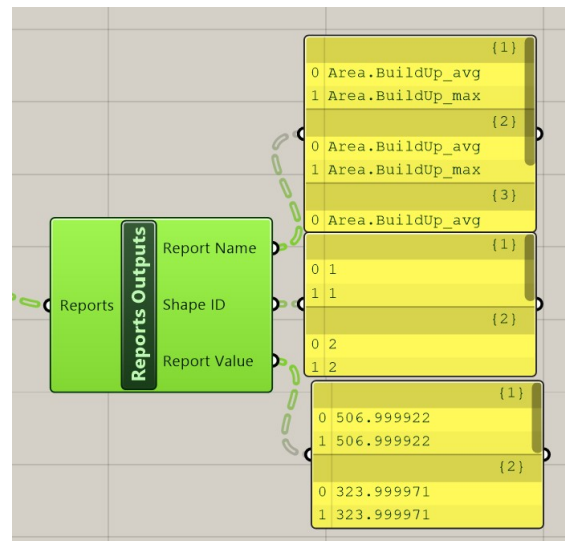 Reports
Reports Outputs
Report Name
Shape ID
Report Value
{1}
0 Area.BuildUp_avg
1 Area.BuildUp_max
{2}
0 Area.BuildUp_avg
1 Area.BuildUp_max
{3}
0 Area.BuildUp_avg
{1}
0 1
1 1
{2}
0 2
1 2
{1}
0 506.999922
1 506.999922
{2}
0 323.999971
1 323.999971